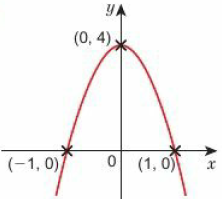 y
(0, 4)
(−1, 0)
0
(1, 0)
x